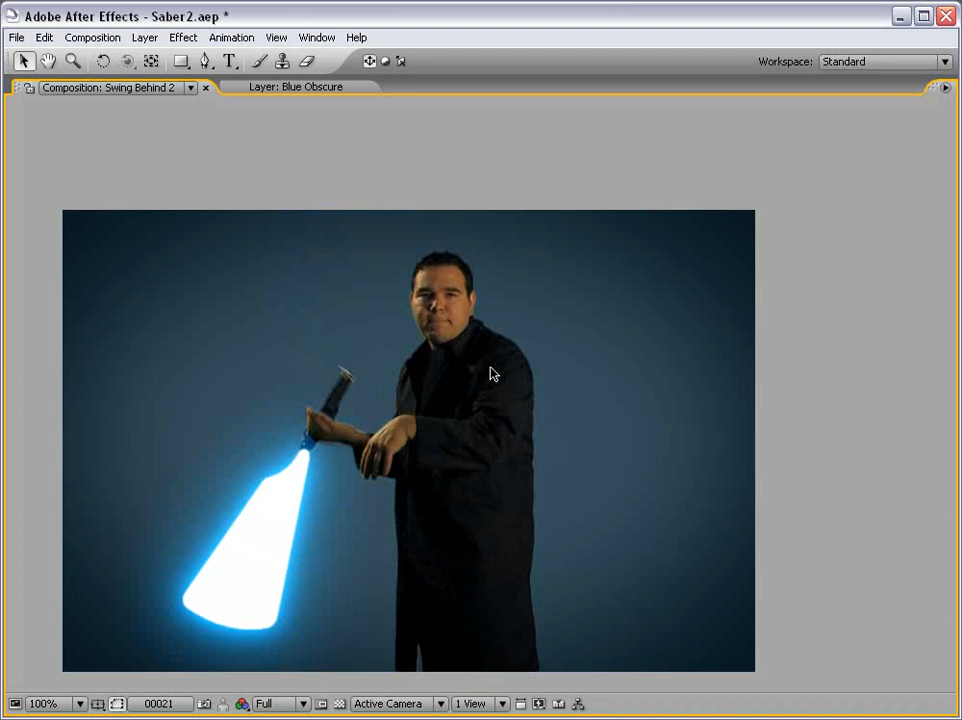 Adobe After Effects - Saber2.aep *
File Edit Composition Layer Effect Animation View Window Help
T Workspace: Standard
Composition: Swing Behind 2 Layer: Blue Obscure
100% 00021 Full Active Camera 1 View